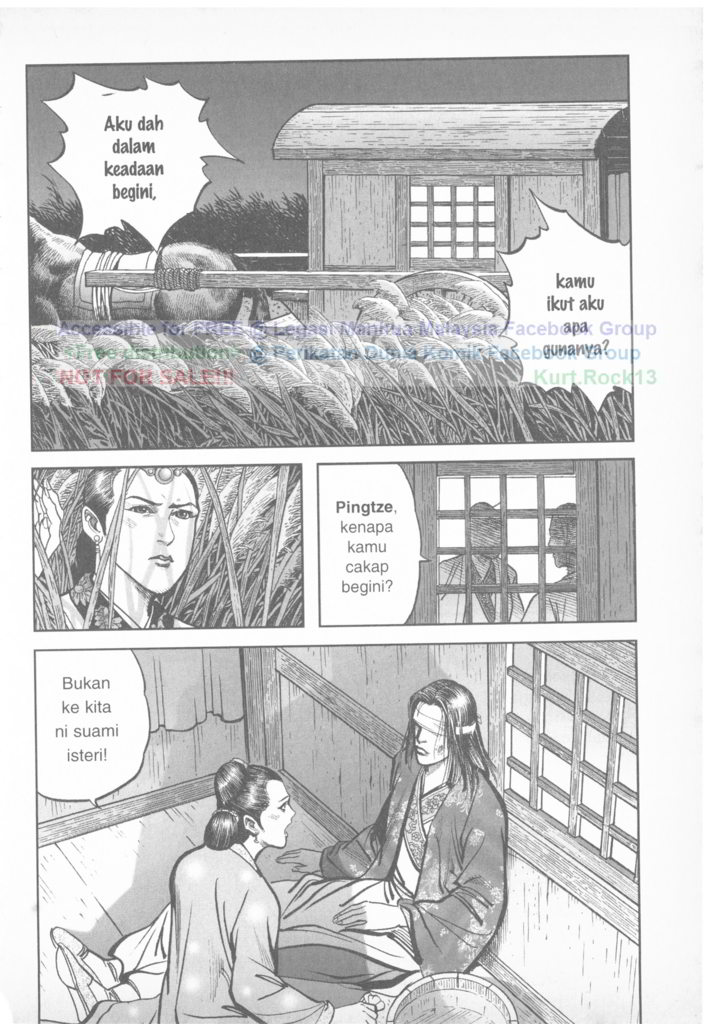 Aku dah
dalam
keadaan
begini,
kamu
ikut aku
apa
gunanya?
Accessible for FREE @ Legasi Manhua Malaysia Facebook Group
<Free distribution> @ Perikatan Dunia Komik Facebook Group
NOT FOR SALE!!!
Kurt.Rock13
Pingtze,
kenapa
kamu
cakap
begini?
Bukan
ke kita
ni suami
isteri!